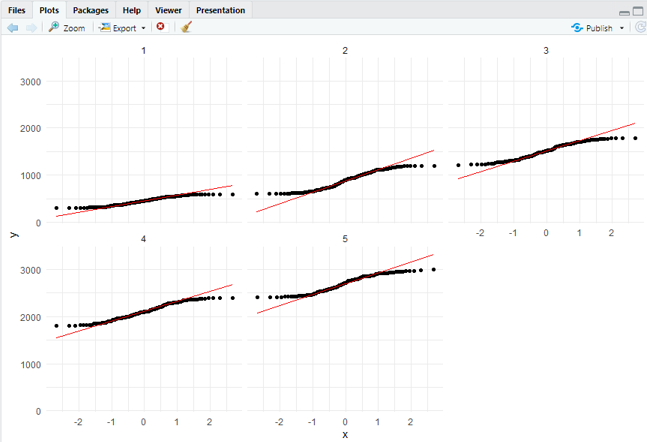 Files Plots Packages Help Viewer Presentation
Zoom Export Publish
1 2 3
3000
2000
1000
0
y
-2 -1 0 1 2
4 5
3000
2000
1000
0
-2 -1 0 1 2 -2 -1 0 1 2
x